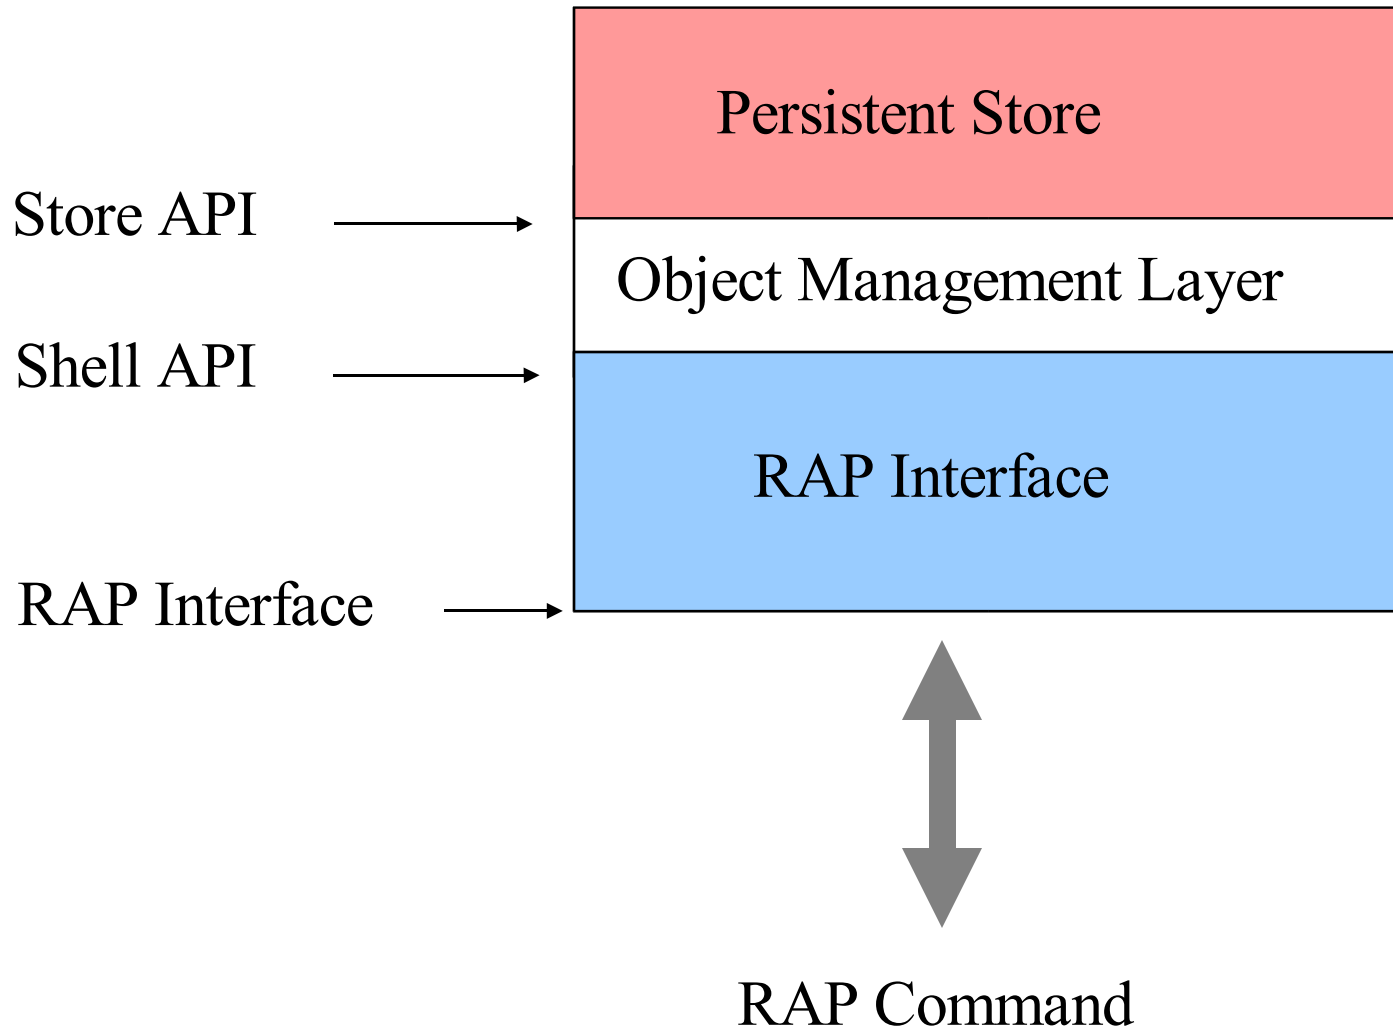 Persistent Store
Store API
Object Management Layer
Shell API
RAP Interface
RAP Interface
RAP Command